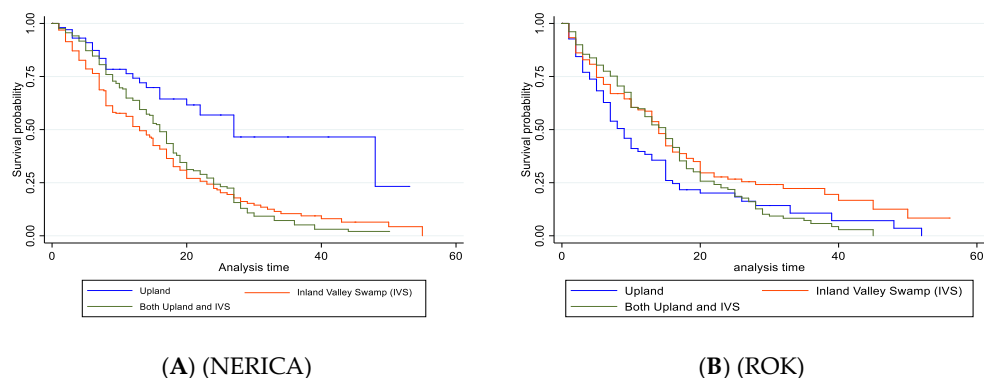 1.00
0.75
0.50
0.25
0.00
Survival probability
0
20
40
60
Analysis time
Upland
Inland Valley Swamp (IVS)
Both Upland and IVS
(A) (NERICA)
1.00
0.75
0.50
0.25
0.00
Survival probability
0
20
40
60
analysis time
Upland
Inland Valley Swamp (IVS)
Both Upland and IVS
(B) (ROK)